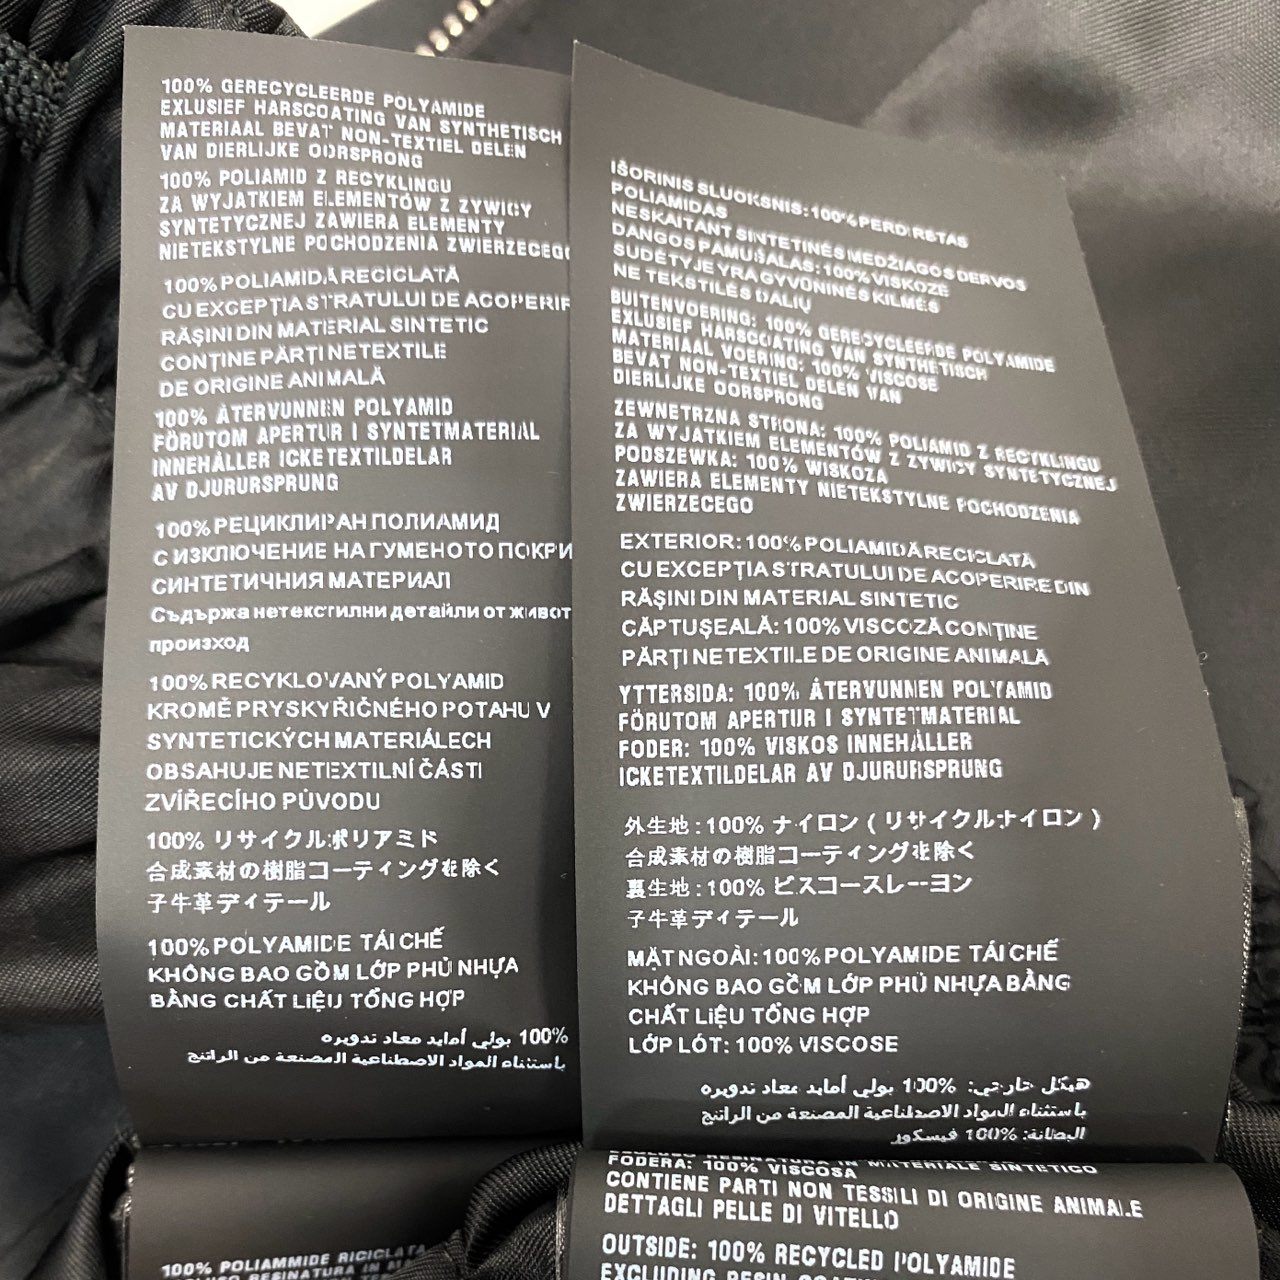 100% GERECYCLEERDE POLYAMIDE
EXLUSIEF HARSCOATING VAN SYNTHETISCH
MATERIAAL BEVAT NON-TEXTIEL DELEN
VAN DIERLIJKE OORSPRONG
100% POLIAMID Z RECYKLINGU
ZA WYJATKIEM ELEMENTÓW Z ZYWICY
SYNTETYCZNEJ ZAWIERA ELEMENTY
NIETEKSTYLNE POCHODZENIA ZWIERZECEGO
100% POLIAMIDĂ RECICLATĂ
CU EXCEPȚIA STRATULUI DE ACOPERIR
RĂȘINI DIN MATERIAL SINTETIC
CONȚINE PĂRȚI NETEXTILE
DE ORIGINE ANIMALĂ
100% ÅTERVUNNEN POLYAMID
FÖRUTOM APERTUR I SYNTETMATERIAL
INNEHÅLLER ICKETEXTILDELAR
AV DJURURSPRUNG
100% РЕЦИКЛИРАН ПОЛИАМИД
С ИЗКЛЮЧЕНИЕ НА ГУМЕНОТО ПОКРИ
СИНТЕТИЧНИЯ МАТЕРИАЛ
Съдържа нетекстилни детайли от живот
произход
100% RECYKLOVANÝ POLYAMID
KROMĚ PRYSKYŘIČNÉHO POTAHU V
SYNTETICKÝCH MATERIÁLECH
OBSAHUJE NETEXTILNÍ ČÁSTI
ZVÍŘECÍHO PŮVODU
100% リサイクルポリアミド
合成素材の樹脂コーティングを除く
子牛革ディテール
100% POLYAMIDE TÁI CHẾ
KHÔNG BAO GỒM LỚP PHỦ NHỰA
BẰNG CHẤT LIỆU TỔNG HỢP
100% بولي أمايد معاد تدويره
باستثناء المواد الاصطناعية المصنعة من الراتنج
100% POLIAMMIDE RICICLATA
IŠORINIS SLUOKSNIS: 100% PERDIRBTAS
POLIAMIDAS
NESKAITANT SINTETINĖS MEDŽIAGOS DERVOS
DANGOS PAMUŠALAS: 100% VISKOZE
SUDĖTYJE YRA GYVŪNINĖS KILMĖS
NE TEKSTILĖS DALIŲ
BUITENVOERING: 100% GERECYCLEERDE POLYAMIDE
EXLUSIEF HARSCOATING VAN SYNTHETISCH
MATERIAAL VOERING: 100% VISCOSE
BEVAT NON-TEXTIEL DELEN VAN
DIERLIJKE OORSPRONG
ZEWNETRZNA STRONA: 100% POLIAMID Z RECYKLINGU
ZA WYJATKIEM ELEMENTÓW Z ZYWICY SYNTETYCZNEJ
PODSZEWKA: 100% WISKOZA
ZAWIERA ELEMENTY NIETEKSTYLNE POCHODZENIA
ZWIERZECEGO
EXTERIOR: 100% POLIAMIDĂ RECICLATĂ
CU EXCEPȚIA STRATULUI DE ACOPERIRE DIN
RĂȘINI DIN MATERIAL SINTETIC
CĂPTUȘEALĂ: 100% VISCOZĂ CONȚINE
PĂRȚI NETEXTILE DE ORIGINE ANIMALĂ
YTTERSIDA: 100% ÅTERVUNNEN POLYAMID
FÖRUTOM APERTUR I SYNTETMATERIAL
FODER: 100% VISKOS INNEHÅLLER
ICKETEXTILDELAR AV DJURURSPRUNG
外生地 : 100% ナイロン ( リサイクルナイロン )
合成素材の樹脂コーティングを除く
裏生地 : 100% ビスコースレーヨン
子牛革ディテール
MẶT NGOÀI: 100% POLYAMIDE TÁI CHẾ
KHÔNG BAO GỒM LỚP PHỦ NHỰA BẰNG
CHẤT LIỆU TỔNG HỢP
LỚP LÓT: 100% VISCOSE
هيكل خارجي: 100% بولي أمايد معاد تدويره
باستثناء المواد الاصطناعية المصنعة من الراتنج
البطانة: 100% فيسكوز
RESINATURA IN MATERIALE SINTETICO
FODERA: 100% VISCOSA
CONTIENE PARTI NON TESSILI DI ORIGINE ANIMALE
DETTAGLI PELLE DI VITELLO
OUTSIDE: 100% RECYCLED POLYAMIDE
EXCLUDING RESIN